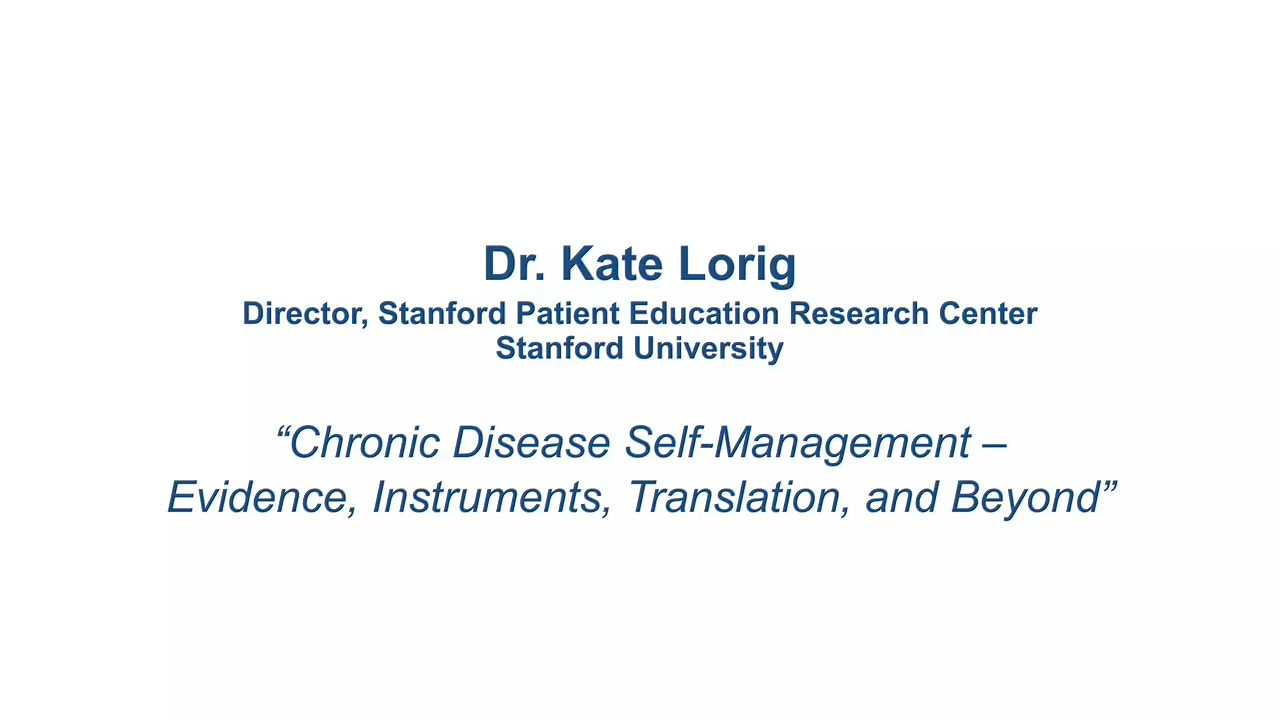 Dr. Kate Lorig
Director, Stanford Patient Education Research Center
Stanford University
“Chronic Disease Self-Management –
Evidence, Instruments, Translation, and Beyond”